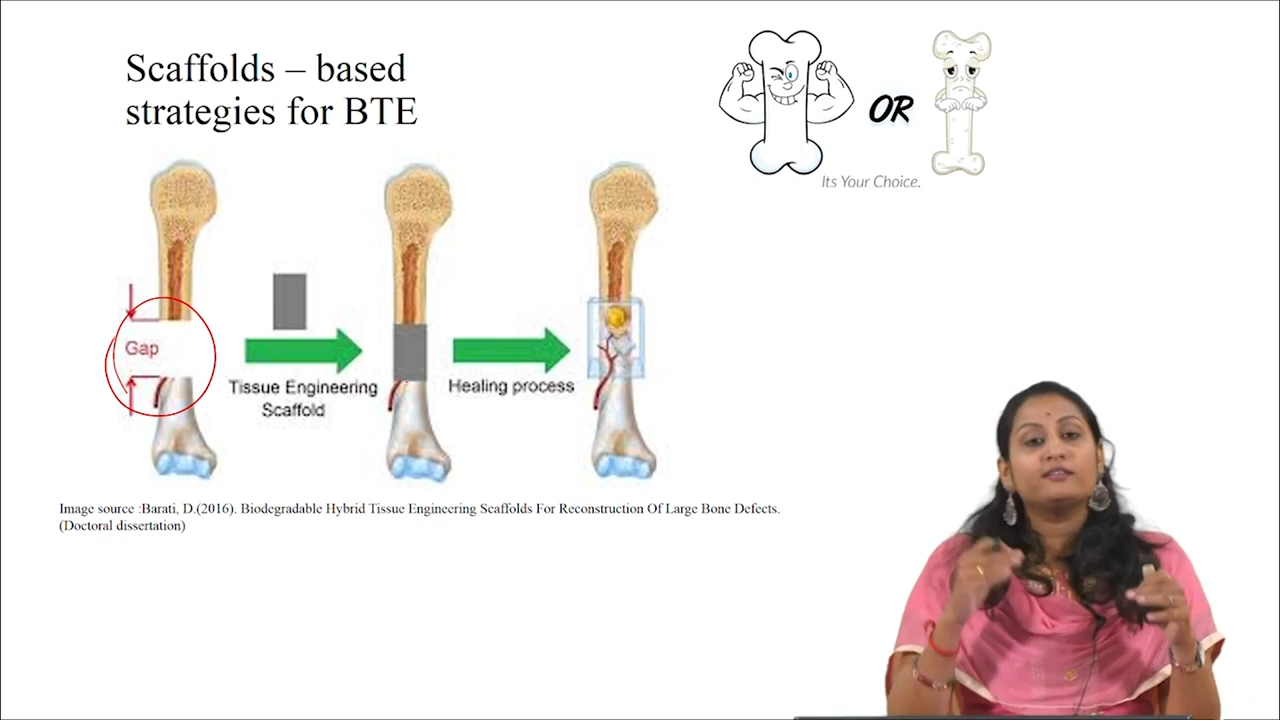 Scaffolds – based
strategies for BTE
OR
Its Your Choice.
Gap
Tissue Engineering
Scaffold
Healing process
Image source :Barati, D.(2016). Biodegradable Hybrid Tissue Engineering Scaffolds For Reconstruction Of Large Bone Defects.
(Doctoral dissertation)